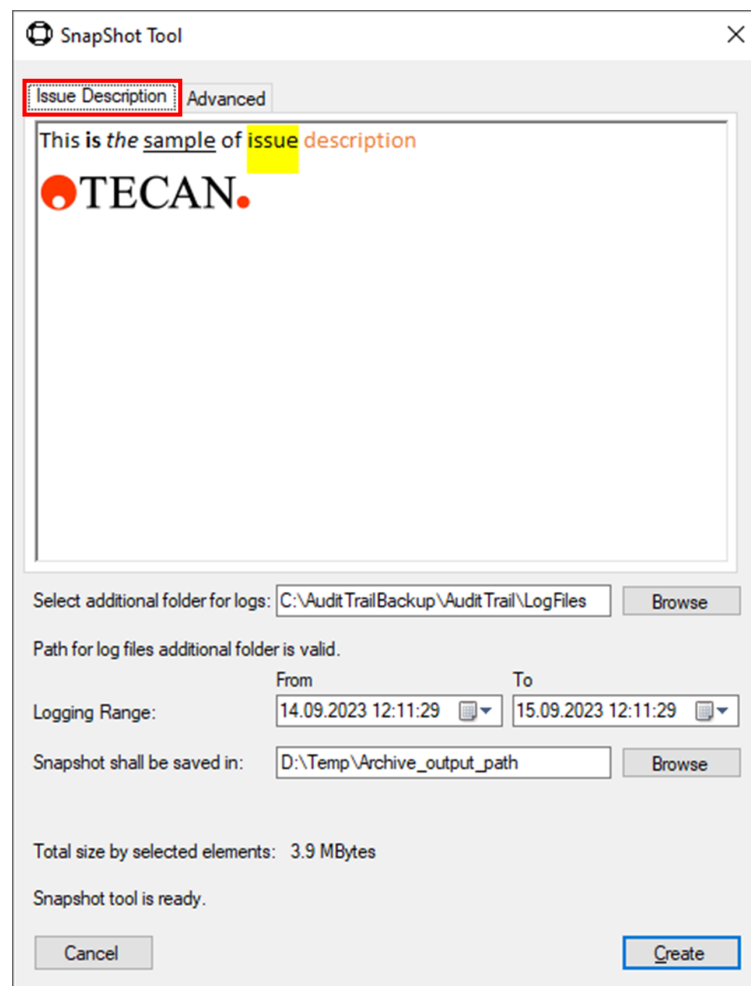 SnapShot Tool
Issue Description Advanced
This is the sample of issue description
TECAN.
Select additional folder for logs: C:\AuditTrailBackup\AuditTrail\LogFiles Browse
Path for log files additional folder is valid.
From To
Logging Range: 14.09.2023 12:11:29 15.09.2023 12:11:29
Snapshot shall be saved in: D:\Temp\Archive_output_path Browse
Total size by selected elements: 3.9 MBytes
Snapshot tool is ready.
Cancel Create